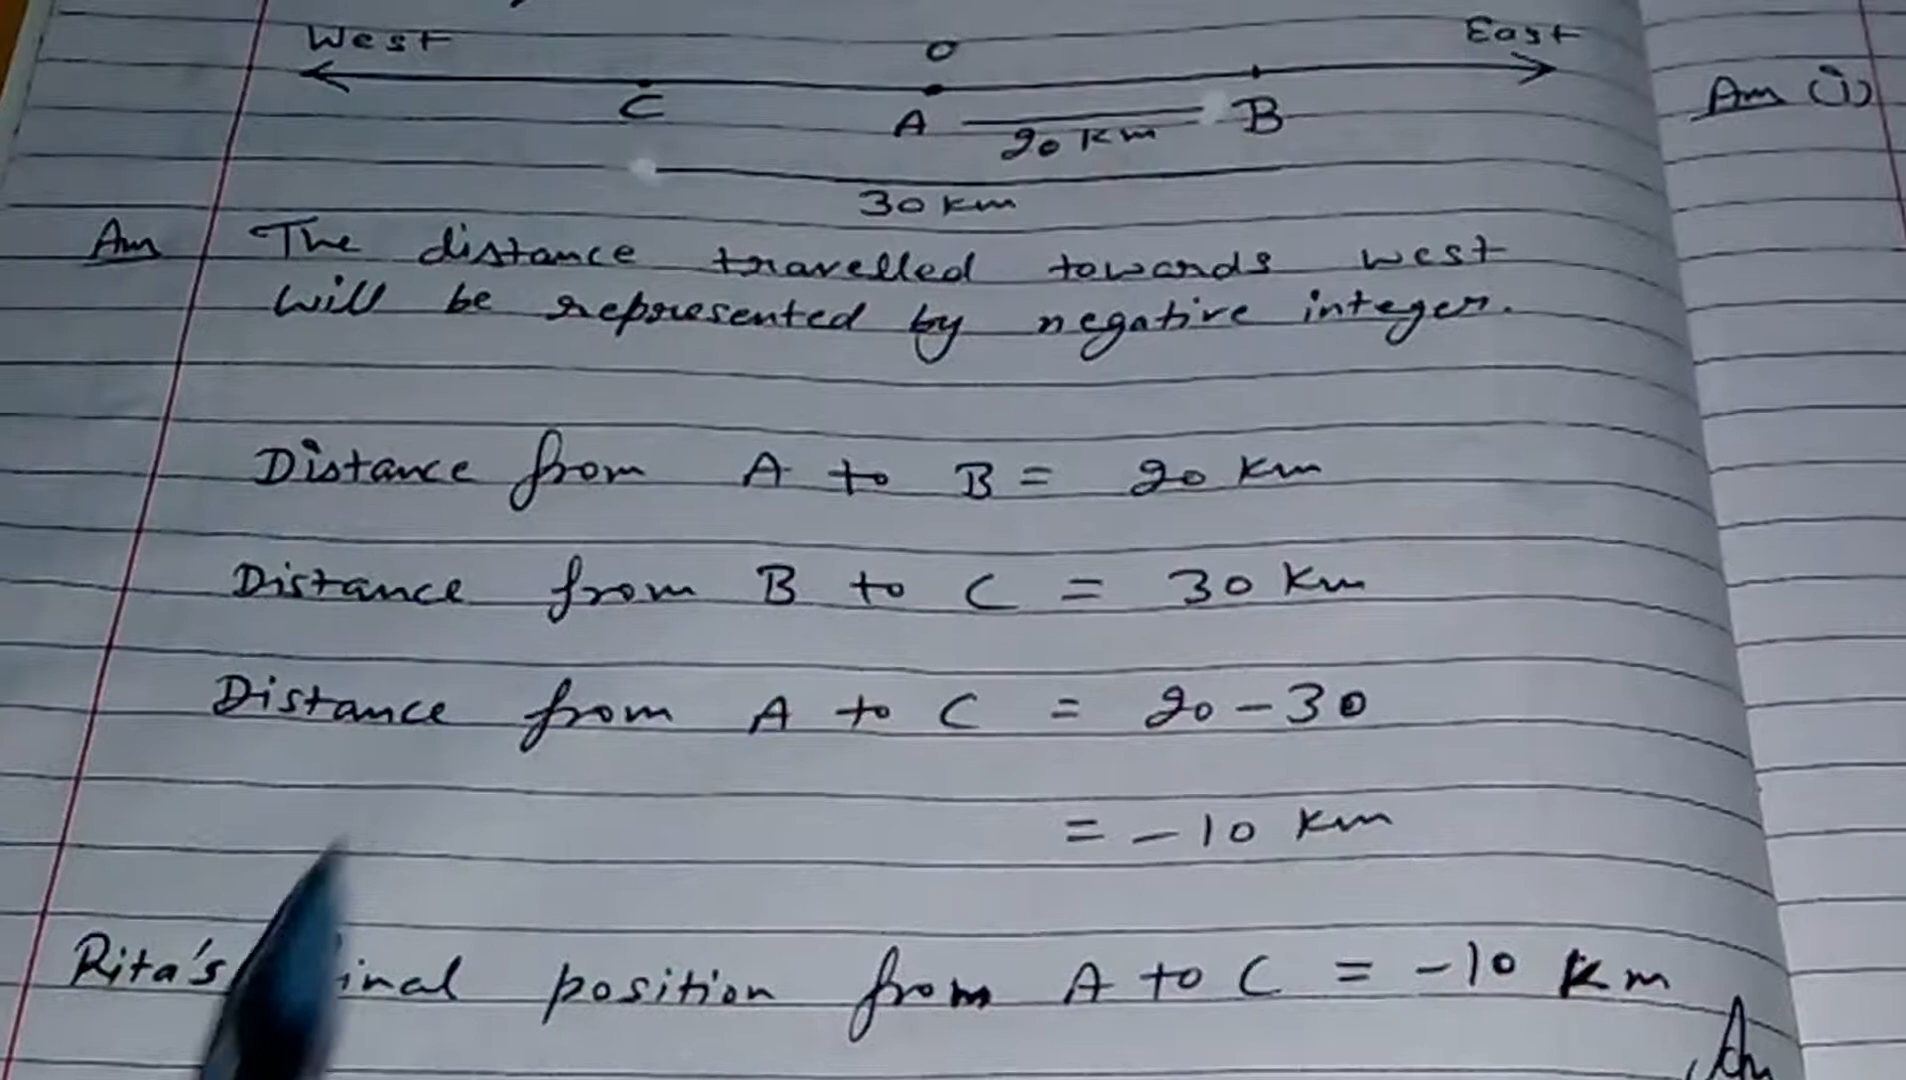 West O East
C A 20 Km B
30 km
Ans The distance travelled towards west
will be represented by negative integer.
Distance from A to B = 20 Km
Distance from B to C = 30 Km
Distance from A to C = 20 - 30
= - 10 Km
Rita's position from A to C = -10 Km
Ans
Ans (i)